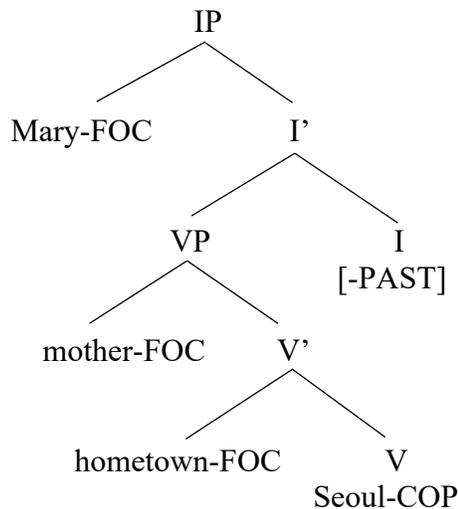 IP
Mary-FOC I’
VP I
[-PAST]
mother-FOC V’
hometown-FOC V
Seoul-COP